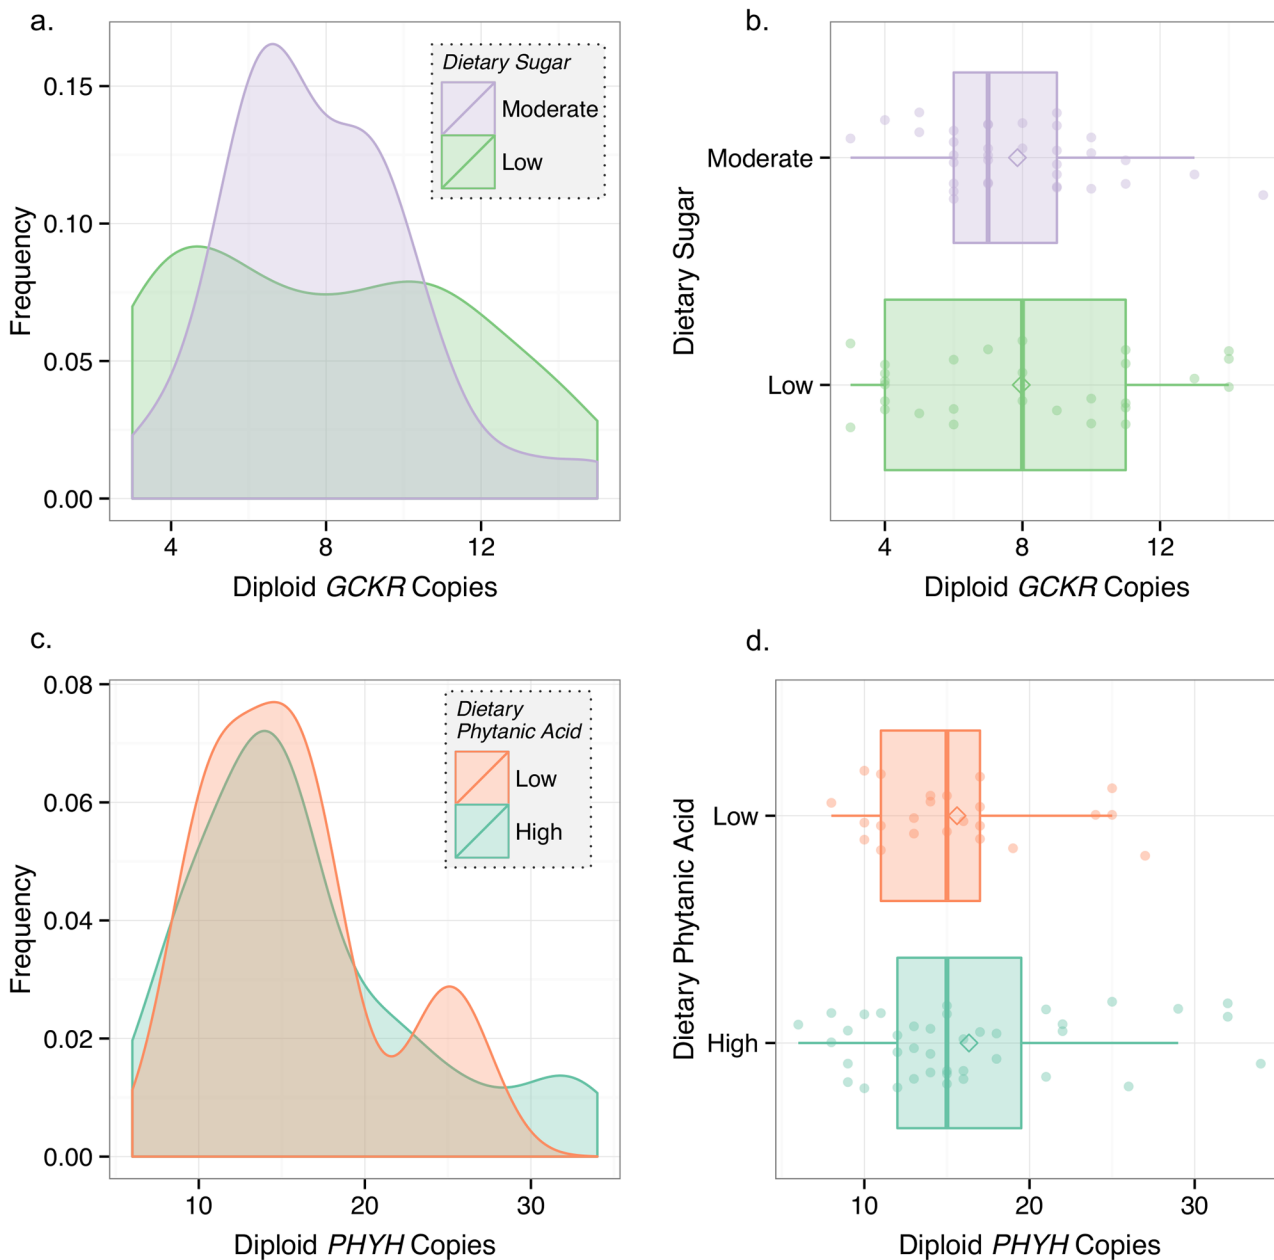 a.
Frequency
0.15
0.10
0.05
0.00
4 8 12
Diploid GCKR Copies
Dietary Sugar
Moderate
Low
b.
Dietary Sugar
Moderate
Low
4 8 12
Diploid GCKR Copies
c.
Frequency
0.08
0.06
0.04
0.02
0.00
10 20 30
Diploid PHYH Copies
Dietary
Phytanic Acid
Low
High
d.
Dietary Phytanic Acid
Low
High
10 20 30
Diploid PHYH Copies